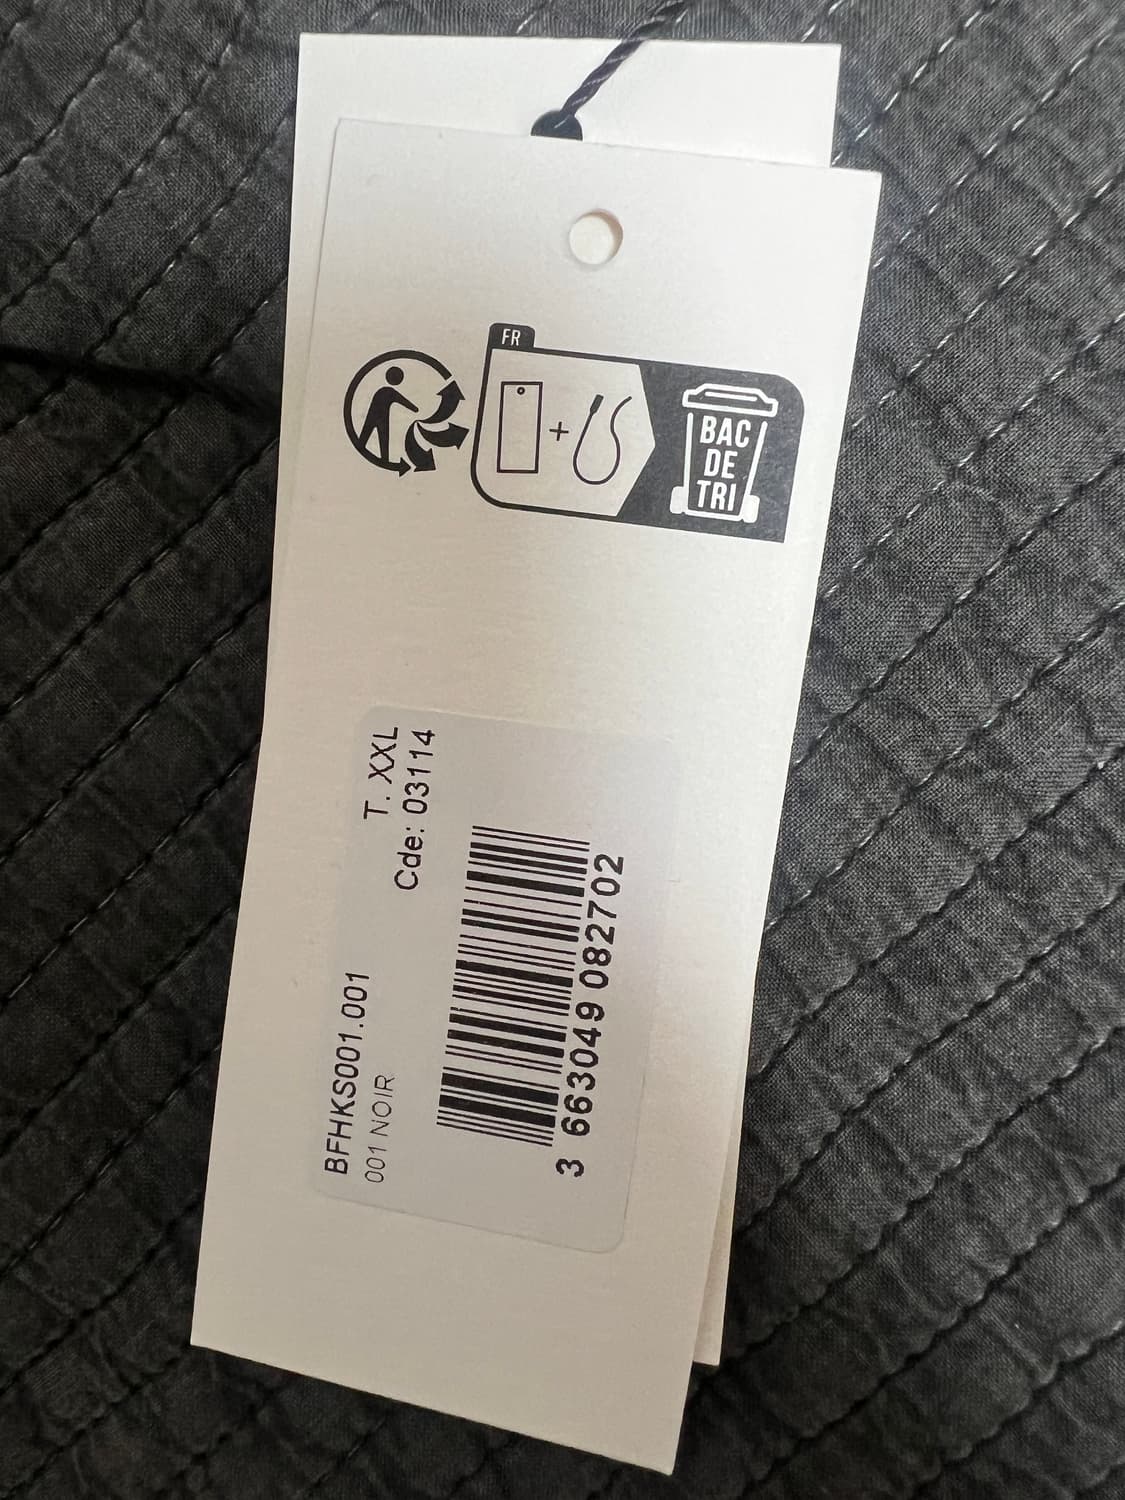 FR
BAC
DE
TRI
T. XXL
Cde: 03114
BFHKS001.001
001 NOIR
3 663049 082702